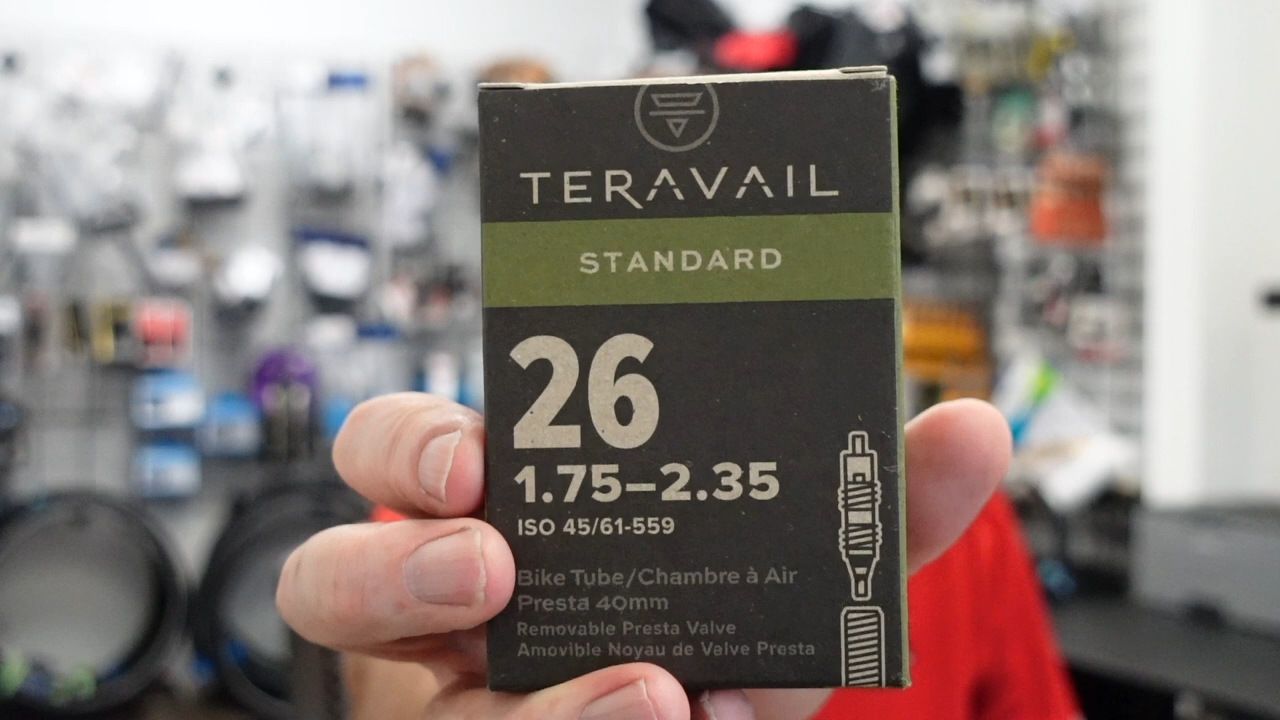 TERAVAIL
STANDARD
26
1.75–2.35
ISO 45/61-559
Bike Tube/Chambre à Air
Presta 40mm
Removable Presta Valve
Amovible Noyau de Valve Presta